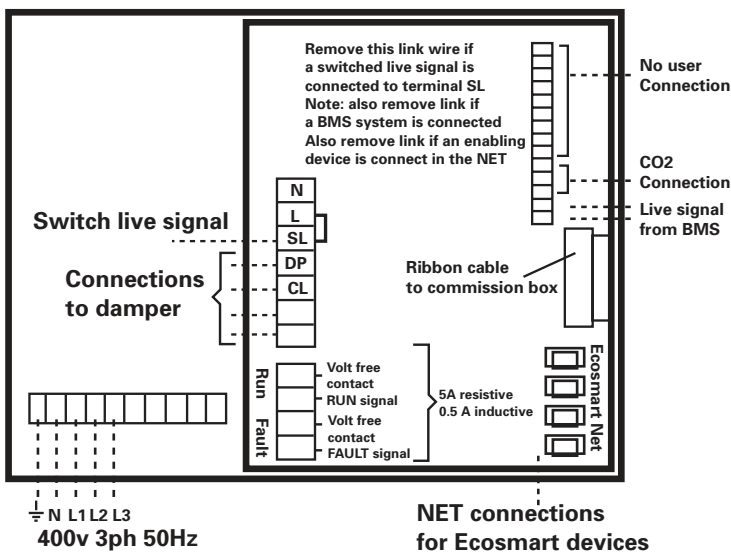 Remove this link wire if
a switched live signal is
connected to terminal SL
Note: also remove link if
a BMS system is connected
Also remove link if an enabling
device is connect in the NET
No user
Connection
CO2
Connection
Live signal
from BMS
N
L
SL
DP
CL
Switch live signal
Connections
to damper
Ribbon cable
to commission box
Run
Fault
Volt free
contact
RUN signal
Volt free
contact
FAULT signal
5A resistive
0.5 A inductive
Ecosmart Net
N L1 L2 L3
400v 3ph 50Hz
NET connections
for Ecosmart devices